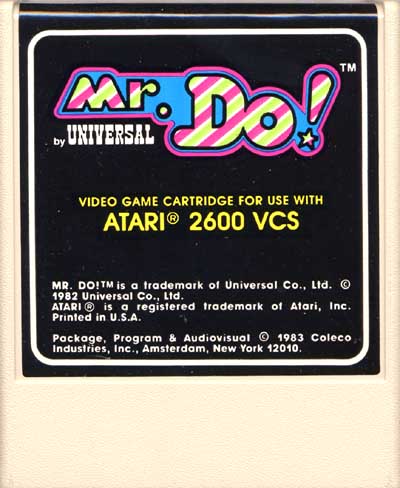 Mr. Do!™
by UNIVERSAL
VIDEO GAME CARTRIDGE FOR USE WITH
ATARI® 2600 VCS
MR. DO!™ is a trademark of Universal Co., Ltd. ©
1982 Universal Co., Ltd.
ATARI ® is a registered trademark of Atari, Inc.
Printed in U.S.A.
Package, Program & Audiovisual © 1983 Coleco
Industries, Inc., Amsterdam, New York 12010.